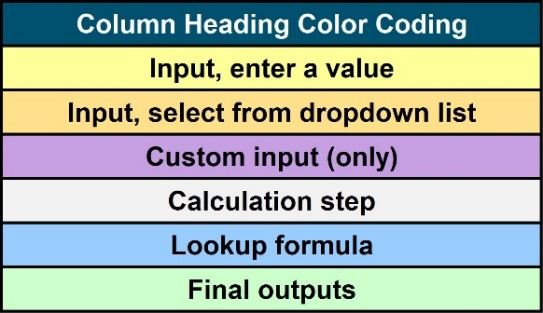 Column Heading Color Coding
Input, enter a value
Input, select from dropdown list
Custom input (only)
Calculation step
Lookup formula
Final outputs